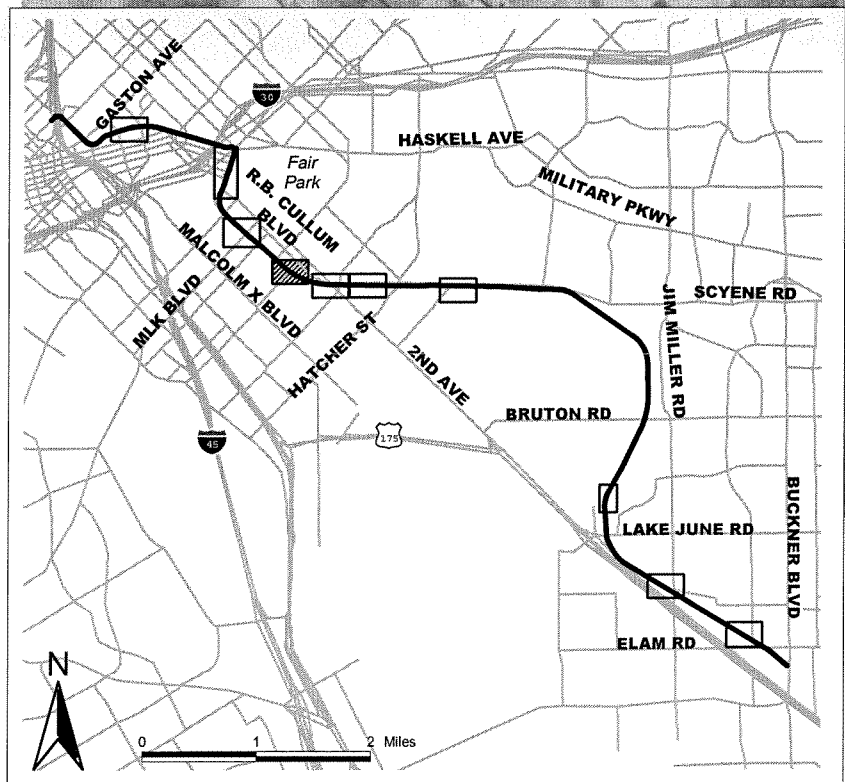 GASTON AVE
30
HASKELL AVE
Fair
Park
R.B. CULLUM
BLVD
MILITARY PKWY
MALCOLM X BLVD
MLK BLVD
SCYENE RD
JIM MILLER RD
HATCHER ST
2ND AVE
BRUTON RD
175
45
BUCKNER BLVD
LAKE JUNE RD
ELAM RD
N
0 1 2 Miles